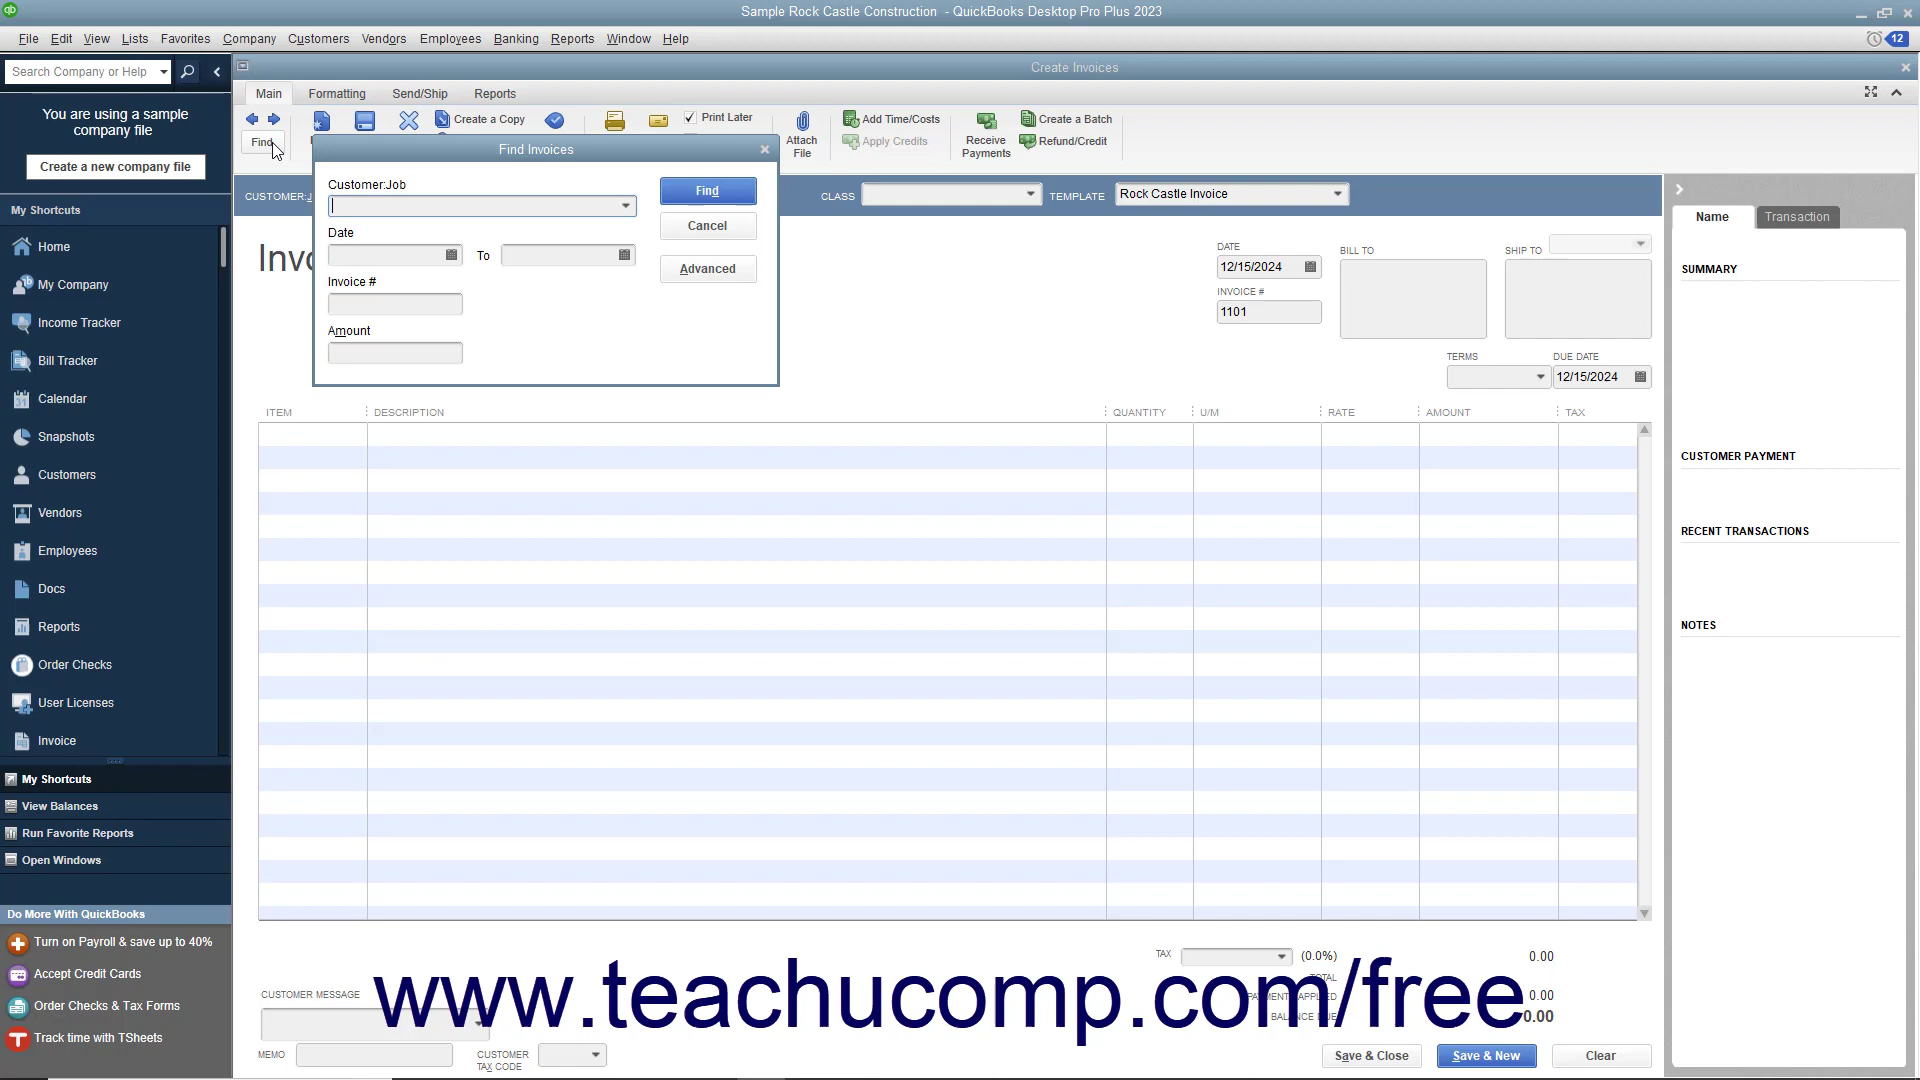 Sample Rock Castle Construction - QuickBooks Desktop Pro Plus 2023
File Edit View Lists Favorites Company Customers Vendors Employees Banking Reports Window Help
12
Search Company or Help
Create Invoices
You are using a sample
company file
Create a new company file
My Shortcuts
Home
My Company
Income Tracker
Bill Tracker
Calendar
Snapshots
Customers
Vendors
Employees
Docs
Reports
Order Checks
User Licenses
Invoice
My Shortcuts
View Balances
Run Favorite Reports
Open Windows
Do More With QuickBooks
Turn on Payroll & save up to 40%
Accept Credit Cards
Order Checks & Tax Forms
Track time with TSheets
Main Formatting Send/Ship Reports
Find
Create a Copy
Print Later
Attach
File
Add Time/Costs
Apply Credits
Receive
Payments
Create a Batch
Refund/Credit
Find Invoices
Customer:Job
Date
To
Invoice #
Amount
Find
Cancel
Advanced
CUSTOMER:J
CLASS
TEMPLATE Rock Castle Invoice
Invo
DATE
12/15/2024
INVOICE #
1101
BILL TO
SHIP TO
TERMS
DUE DATE
12/15/2024
ITEM DESCRIPTION QUANTITY U/M RATE AMOUNT TAX
TAX (0.0%) 0.00
TOTAL
PAYMENTS APPLIED 0.00
BALANCE DUE 0.00
CUSTOMER MESSAGE
MEMO
CUSTOMER
TAX CODE
Save & Close
Save & New
Clear
Name Transaction
SUMMARY
CUSTOMER PAYMENT
RECENT TRANSACTIONS
NOTES
www.teachucomp.com/free